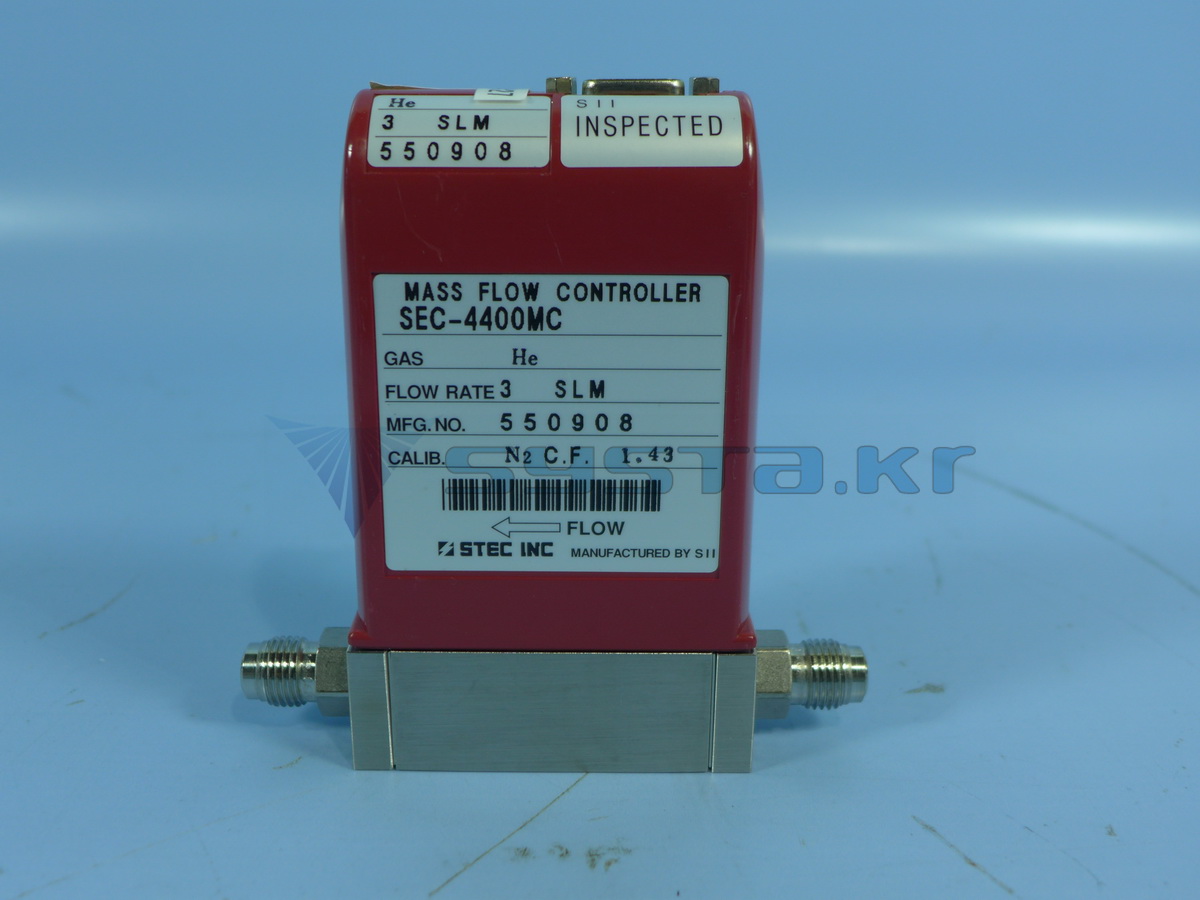 He
3 SLM
550908
SII
INSPECTED
MASS FLOW CONTROLLER
SEC-4400MC
GAS He
FLOW RATE 3 SLM
MFG. NO. 550908
CALIB. N2 C.F. 1.43
systa.kr
FLOW
STEC INC MANUFACTURED BY SII